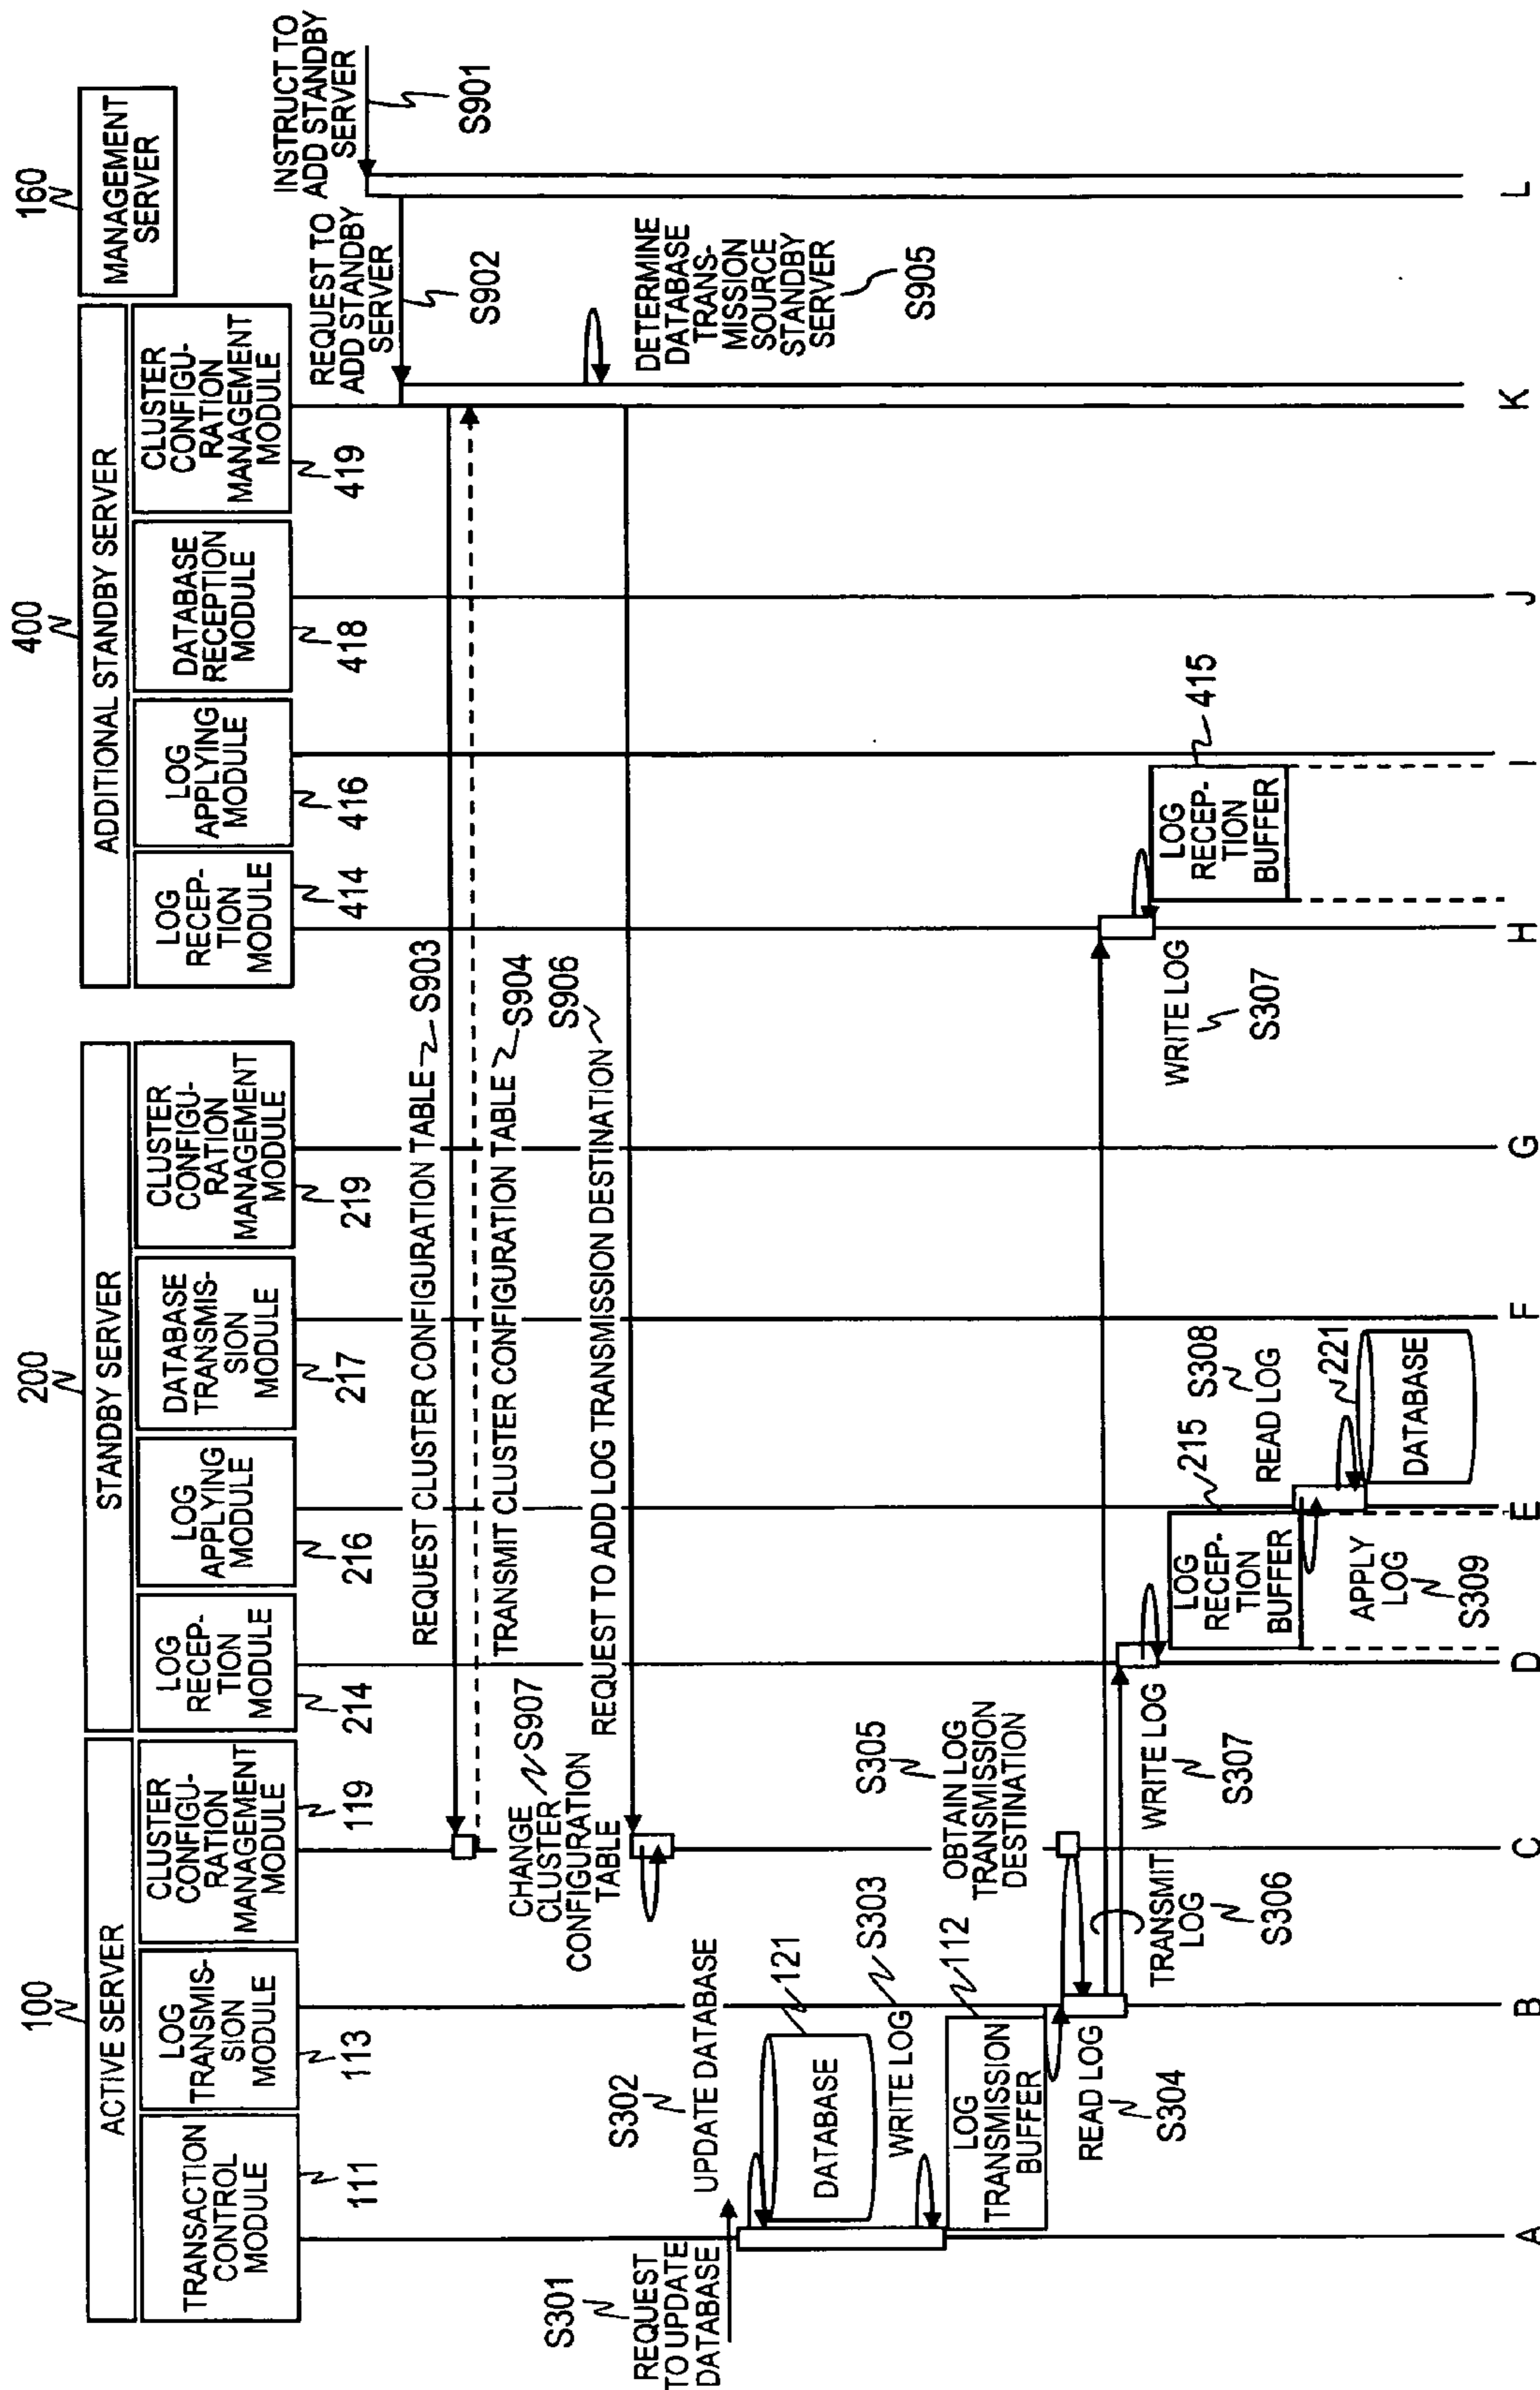 100
ACTIVE SERVER
TRANSACTION
CONTROL
MODULE
111
LOG
TRANSMIS-
SION
MODULE
113
CLUSTER
CONFIGU-
RATION
MANAGEMENT
MODULE
119
200
STANDBY SERVER
LOG
RECEP-
TION
MODULE
214
LOG
APPLYING
MODULE
216
DATABASE
TRANSMIS-
SION
MODULE
217
CLUSTER
CONFIGU-
RATION
MANAGEMENT
MODULE
219
400
ADDITIONAL STANDBY SERVER
LOG
RECEP-
TION
MODULE
414
LOG
APPLYING
MODULE
416
DATABASE
RECEPTION
MODULE
418
CLUSTER
CONFIGU-
RATION
MANAGEMENT
MODULE
419
160
MANAGEMENT
SERVER
INSTRUCT TO
ADD STANDBY
SERVER
S901
REQUEST TO
ADD STANDBY
SERVER
S902
REQUEST CLUSTER CONFIGURATION TABLE S903
TRANSMIT CLUSTER CONFIGURATION TABLE S904
DETERMINE
DATABASE
TRANS-
MISSION
SOURCE
STANDBY
SERVER
S905
S906
REQUEST TO ADD LOG TRANSMISSION DESTINATION
CHANGE
CLUSTER
CONFIGURATION
TABLE
S907
S301
REQUEST
TO UPDATE
DATABASE
S302
UPDATE DATABASE
121
DATABASE
WRITE LOG
S303
112
LOG
TRANSMISSION
BUFFER
READ LOG
S304
S305
OBTAIN LOG
TRANSMISSION
DESTINATION
TRANSMIT
LOG
S306
WRITE LOG
S307
LOG
RECEP-
TION
BUFFER
215
S308
READ LOG
221
DATABASE
APPLY
LOG
S309
WRITE LOG
S307
LOG
RECEP-
TION
BUFFER
415
A
B
C
D
E
F
G
H
I
J
K
L